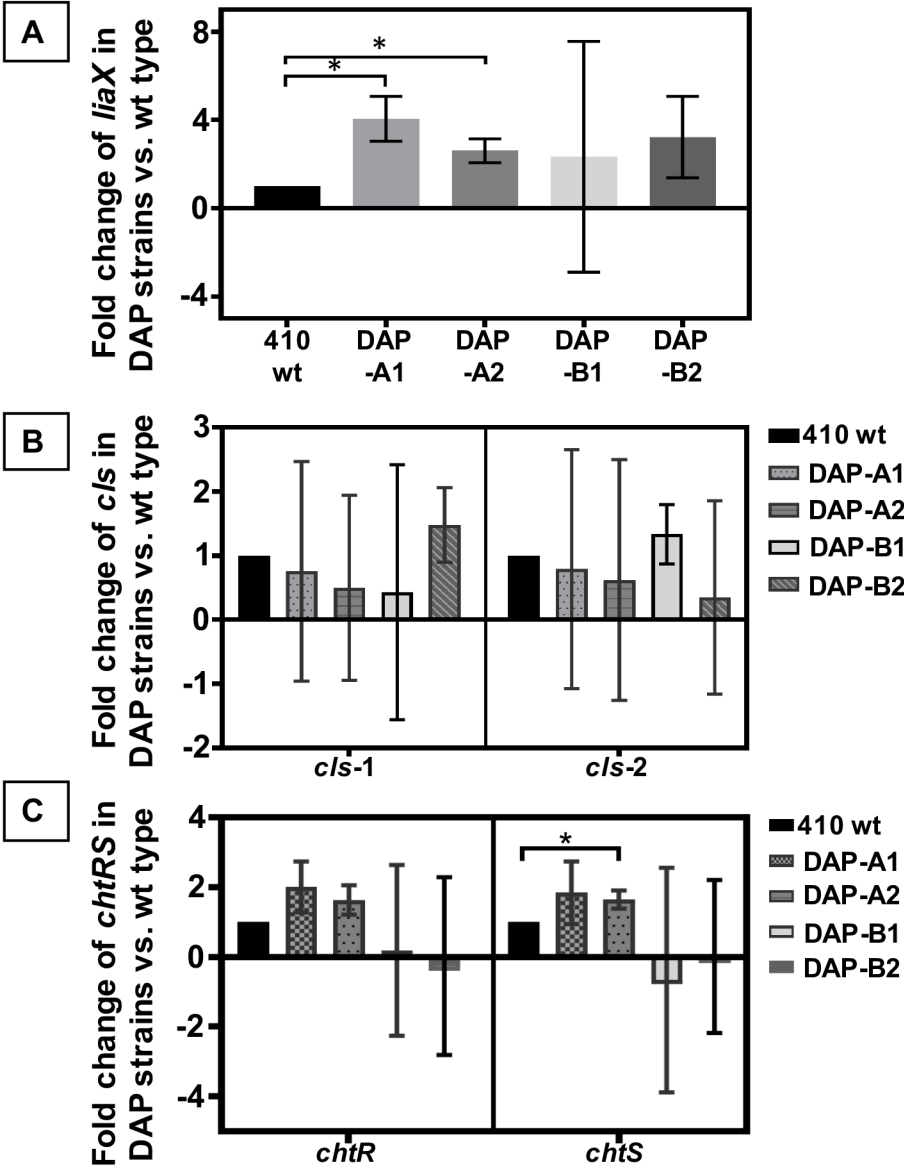 A
Fold change of liaX in
DAP strains vs. wt type
8
4
0
-4
*
*
410
wt
DAP
-A1
DAP
-A2
DAP
-B1
DAP
-B2
B
Fold change of cls in
DAP strains vs. wt type
3
2
1
0
-1
-2
cls-1
cls-2
410 wt
DAP-A1
DAP-A2
DAP-B1
DAP-B2
C
Fold change of chtRS in
DAP strains vs. wt type
4
2
0
-2
-4
*
chtR
chtS
410 wt
DAP-A1
DAP-A2
DAP-B1
DAP-B2